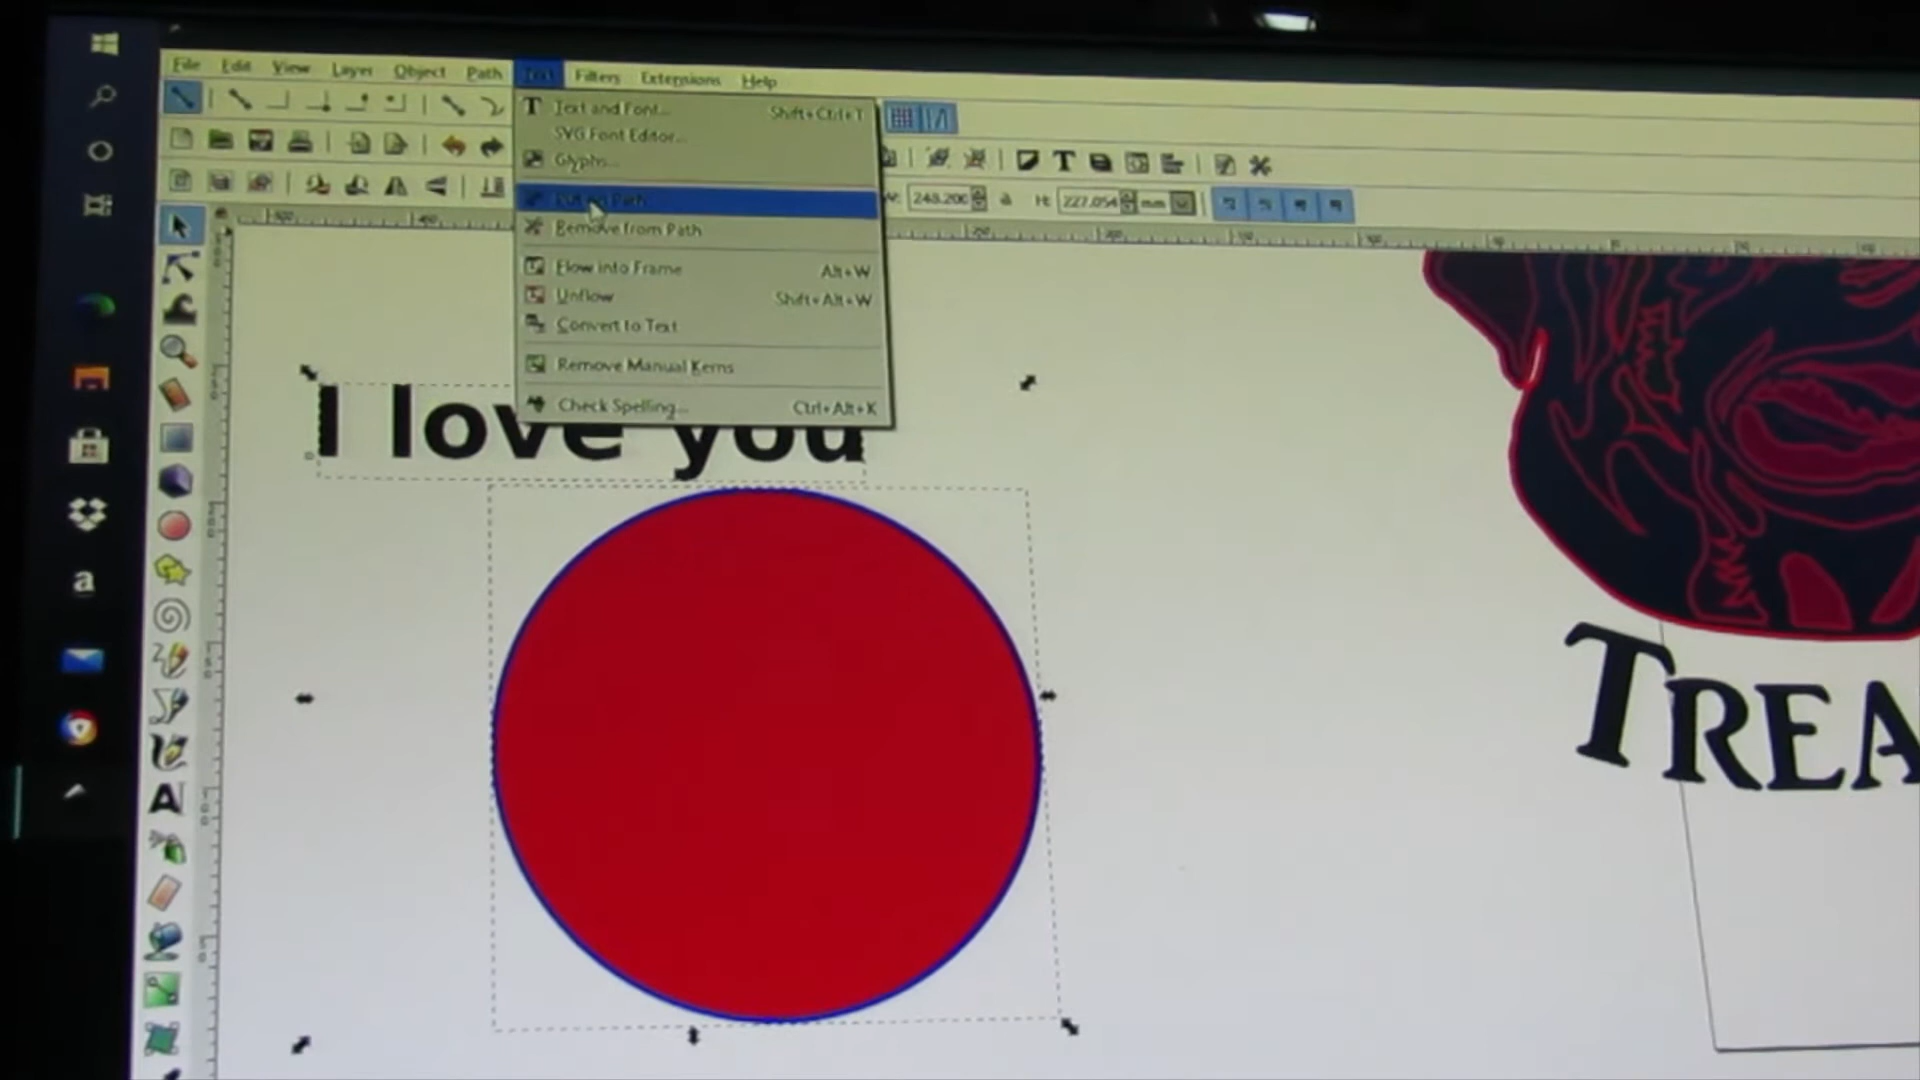 File Edit View Layer Object Path Text Filters Extensions Help
Text and Font... Shift+Ctrl+T
SVG Font Editor...
Glyphs...
Put on Path
Remove from Path
Flow into Frame Alt+W
Unflow Shift+Alt+W
Convert to Text
Remove Manual Kerns
Check Spelling... Ctrl+Alt+K
248.206 H: 227.054 mm
I love you
TREA